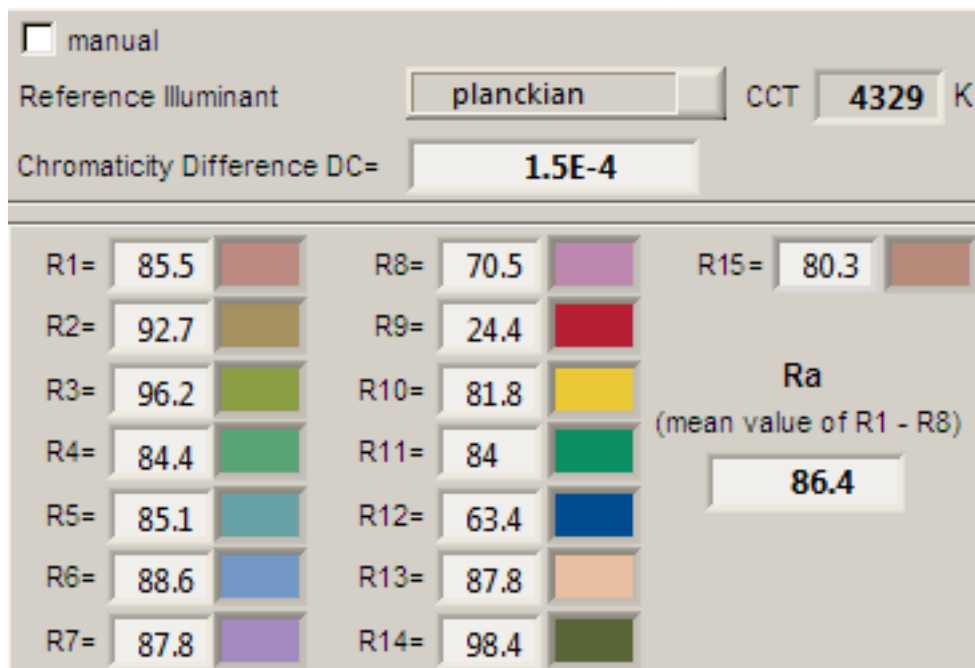 manual
Reference Illuminant planckian CCT 4329 K
Chromaticity Difference DC= 1.5E-4
R1= 85.5 R8= 70.5 R15= 80.3
R2= 92.7 R9= 24.4
R3= 96.2 R10= 81.8 Ra
(mean value of R1 - R8)
R4= 84.4 R11= 84
86.4
R5= 85.1 R12= 63.4
R6= 88.6 R13= 87.8
R7= 87.8 R14= 98.4